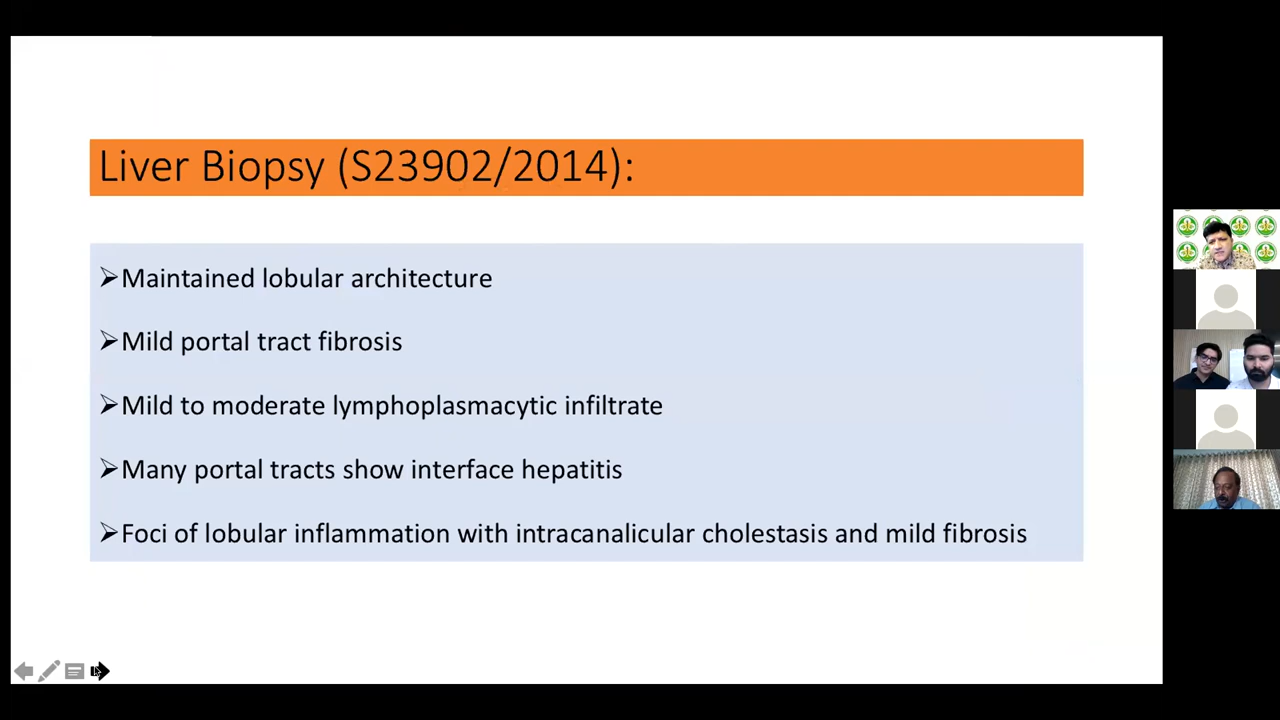 Liver Biopsy (S23902/2014):
➢Maintained lobular architecture
➢Mild portal tract fibrosis
➢Mild to moderate lymphoplasmacytic infiltrate
➢Many portal tracts show interface hepatitis
➢Foci of lobular inflammation with intracanalicular cholestasis and mild fibrosis